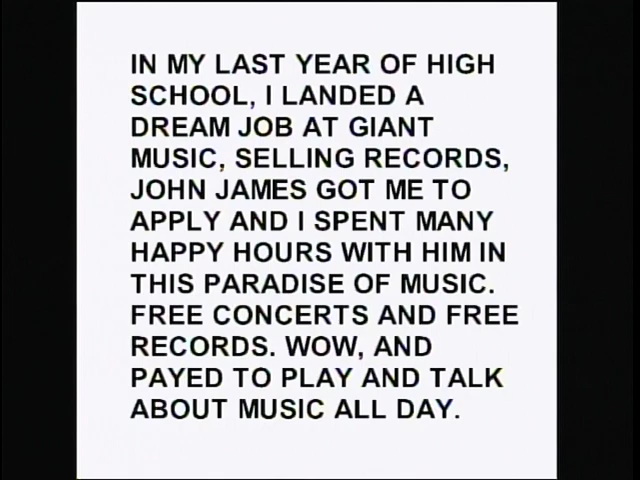 IN MY LAST YEAR OF HIGH
SCHOOL, I LANDED A
DREAM JOB AT GIANT
MUSIC, SELLING RECORDS,
JOHN JAMES GOT ME TO
APPLY AND I SPENT MANY
HAPPY HOURS WITH HIM IN
THIS PARADISE OF MUSIC.
FREE CONCERTS AND FREE
RECORDS. WOW, AND
PAYED TO PLAY AND TALK
ABOUT MUSIC ALL DAY.